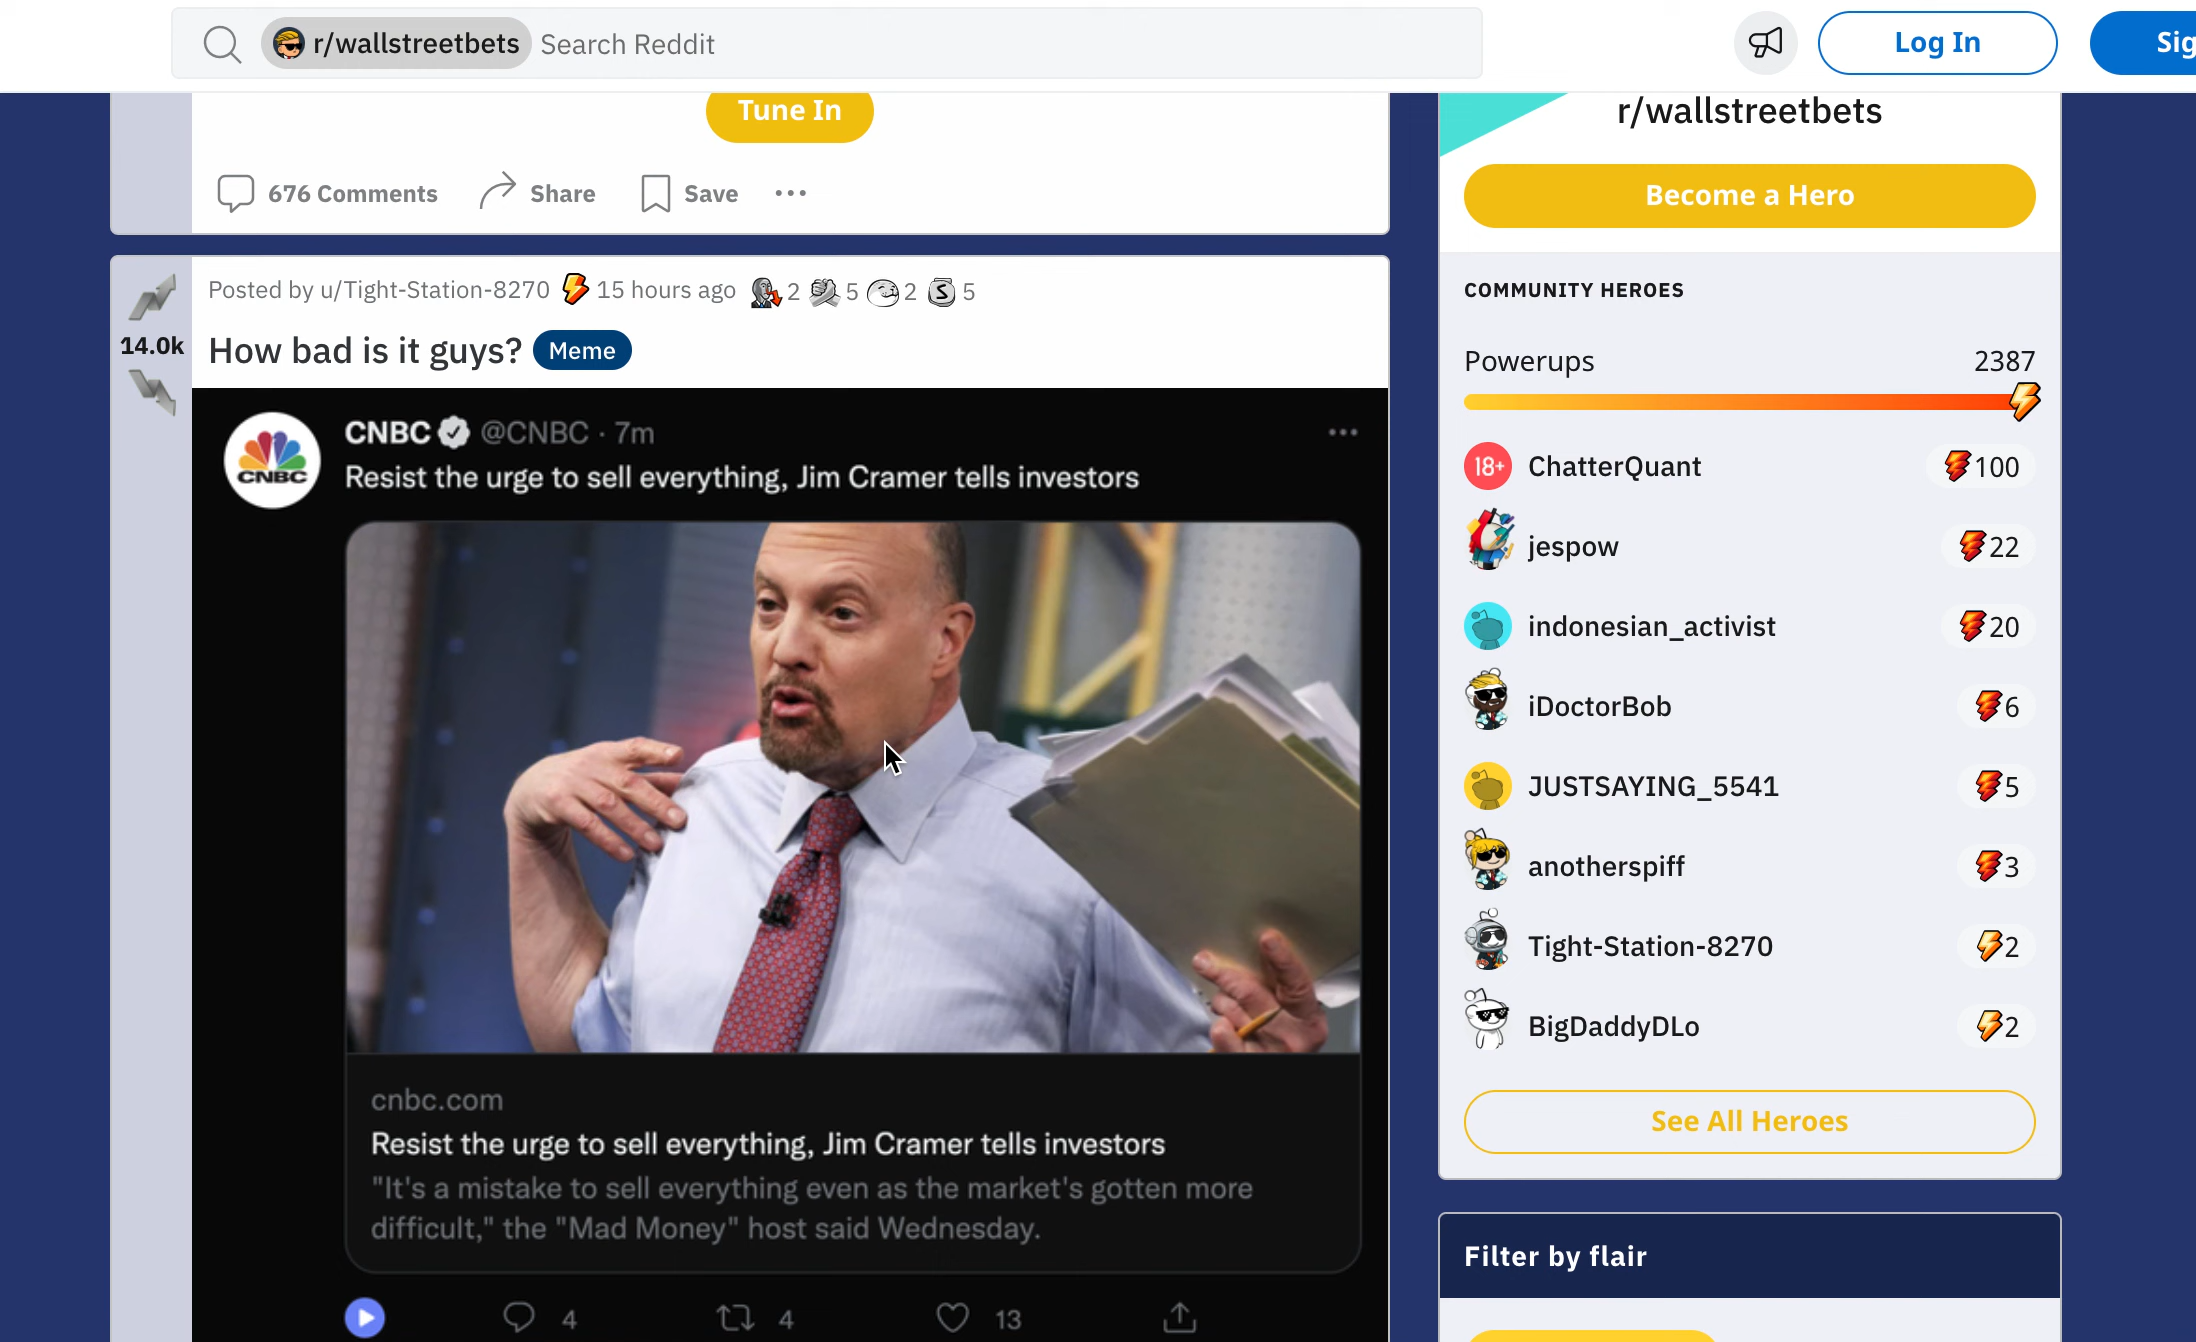 r/wallstreetbets Search Reddit
Log In
Tune In
676 Comments Share Save
Posted by u/Tight-Station-8270 15 hours ago 2 5 2 S 5
14.0k
How bad is it guys? Meme
CNBC @CNBC · 7m
CNBC
Resist the urge to sell everything, Jim Cramer tells investors
cnbc.com
Resist the urge to sell everything, Jim Cramer tells investors
"It's a mistake to sell everything even as the market's gotten more
difficult," the "Mad Money" host said Wednesday.
4 4 13
r/wallstreetbets
Become a Hero
COMMUNITY HEROES
Powerups 2387
18+ ChatterQuant 100
jespow 22
indonesian_activist 20
iDoctorBob 6
JUSTSAYING_5541 5
anotherspiff 3
Tight-Station-8270 2
BigDaddyDLo 2
See All Heroes
Filter by flair